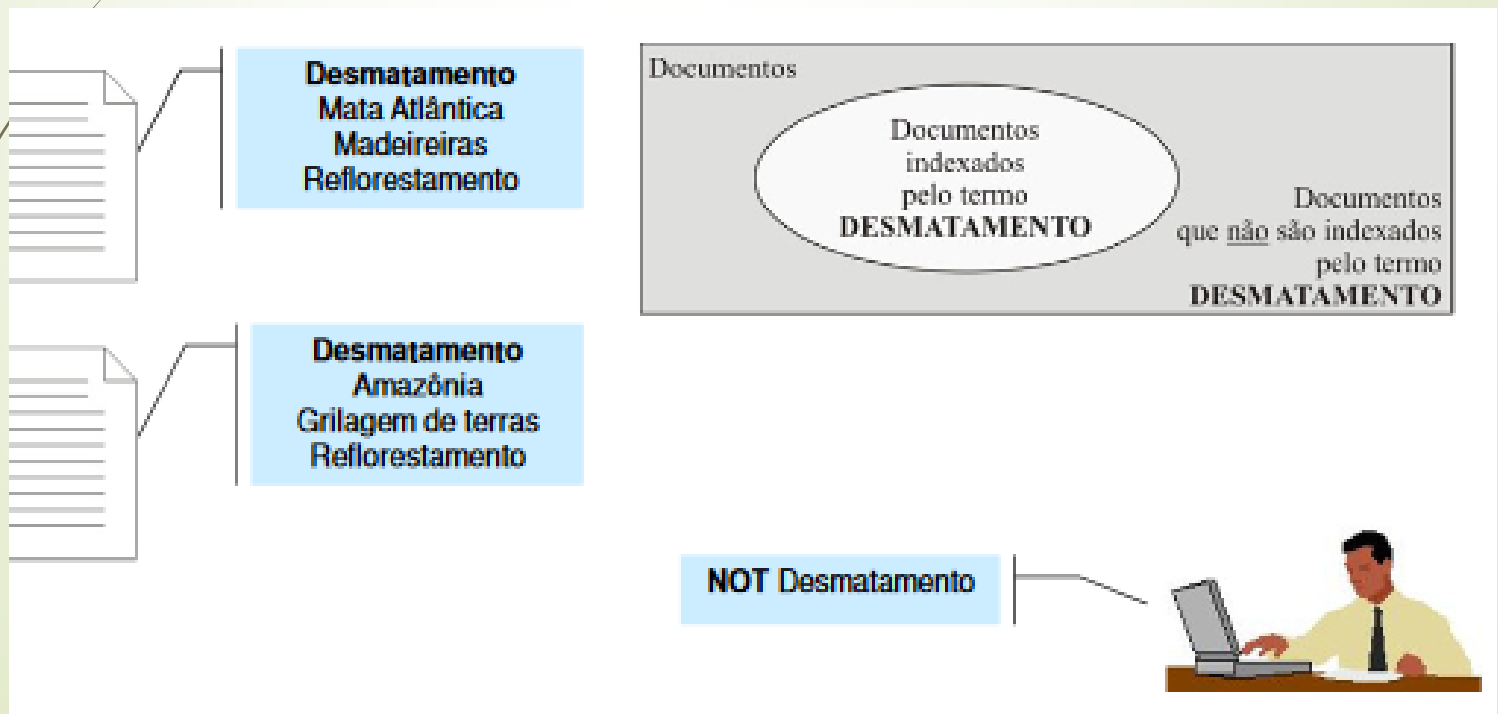 Desmatamento
Mata Atlântica
Madeireiras
Reflorestamento
Documentos
Documentos
indexados
pelo termo
DESMATAMENTO
Documentos
que não são indexados
pelo termo
DESMATAMENTO
Desmatamento
Amazônia
Grilagem de terras
Reflorestamento
NOT Desmatamento